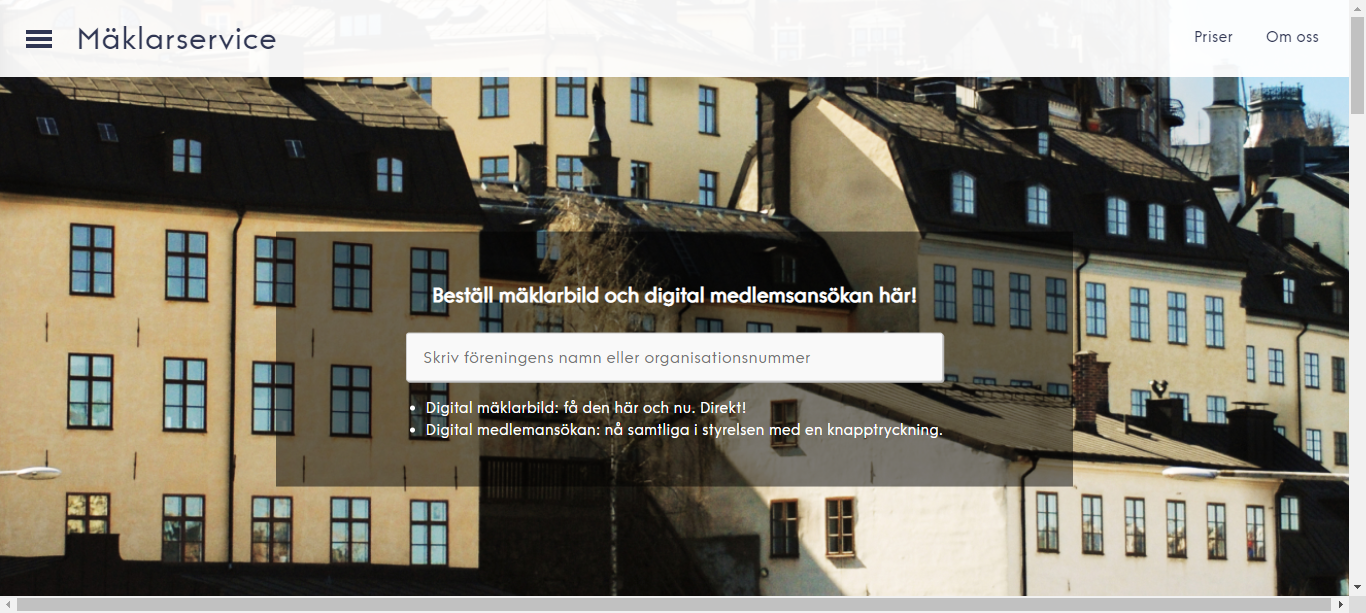 Mäklarservice
Priser
Om oss
Beställ mäklarbild och digital medlemsansökan här!
Skriv föreningens namn eller organisationsnummer
Digital mäklarbild: få den här och nu. Direkt!
Digital medlemansökan: nå samtliga i styrelsen med en knapptryckning.